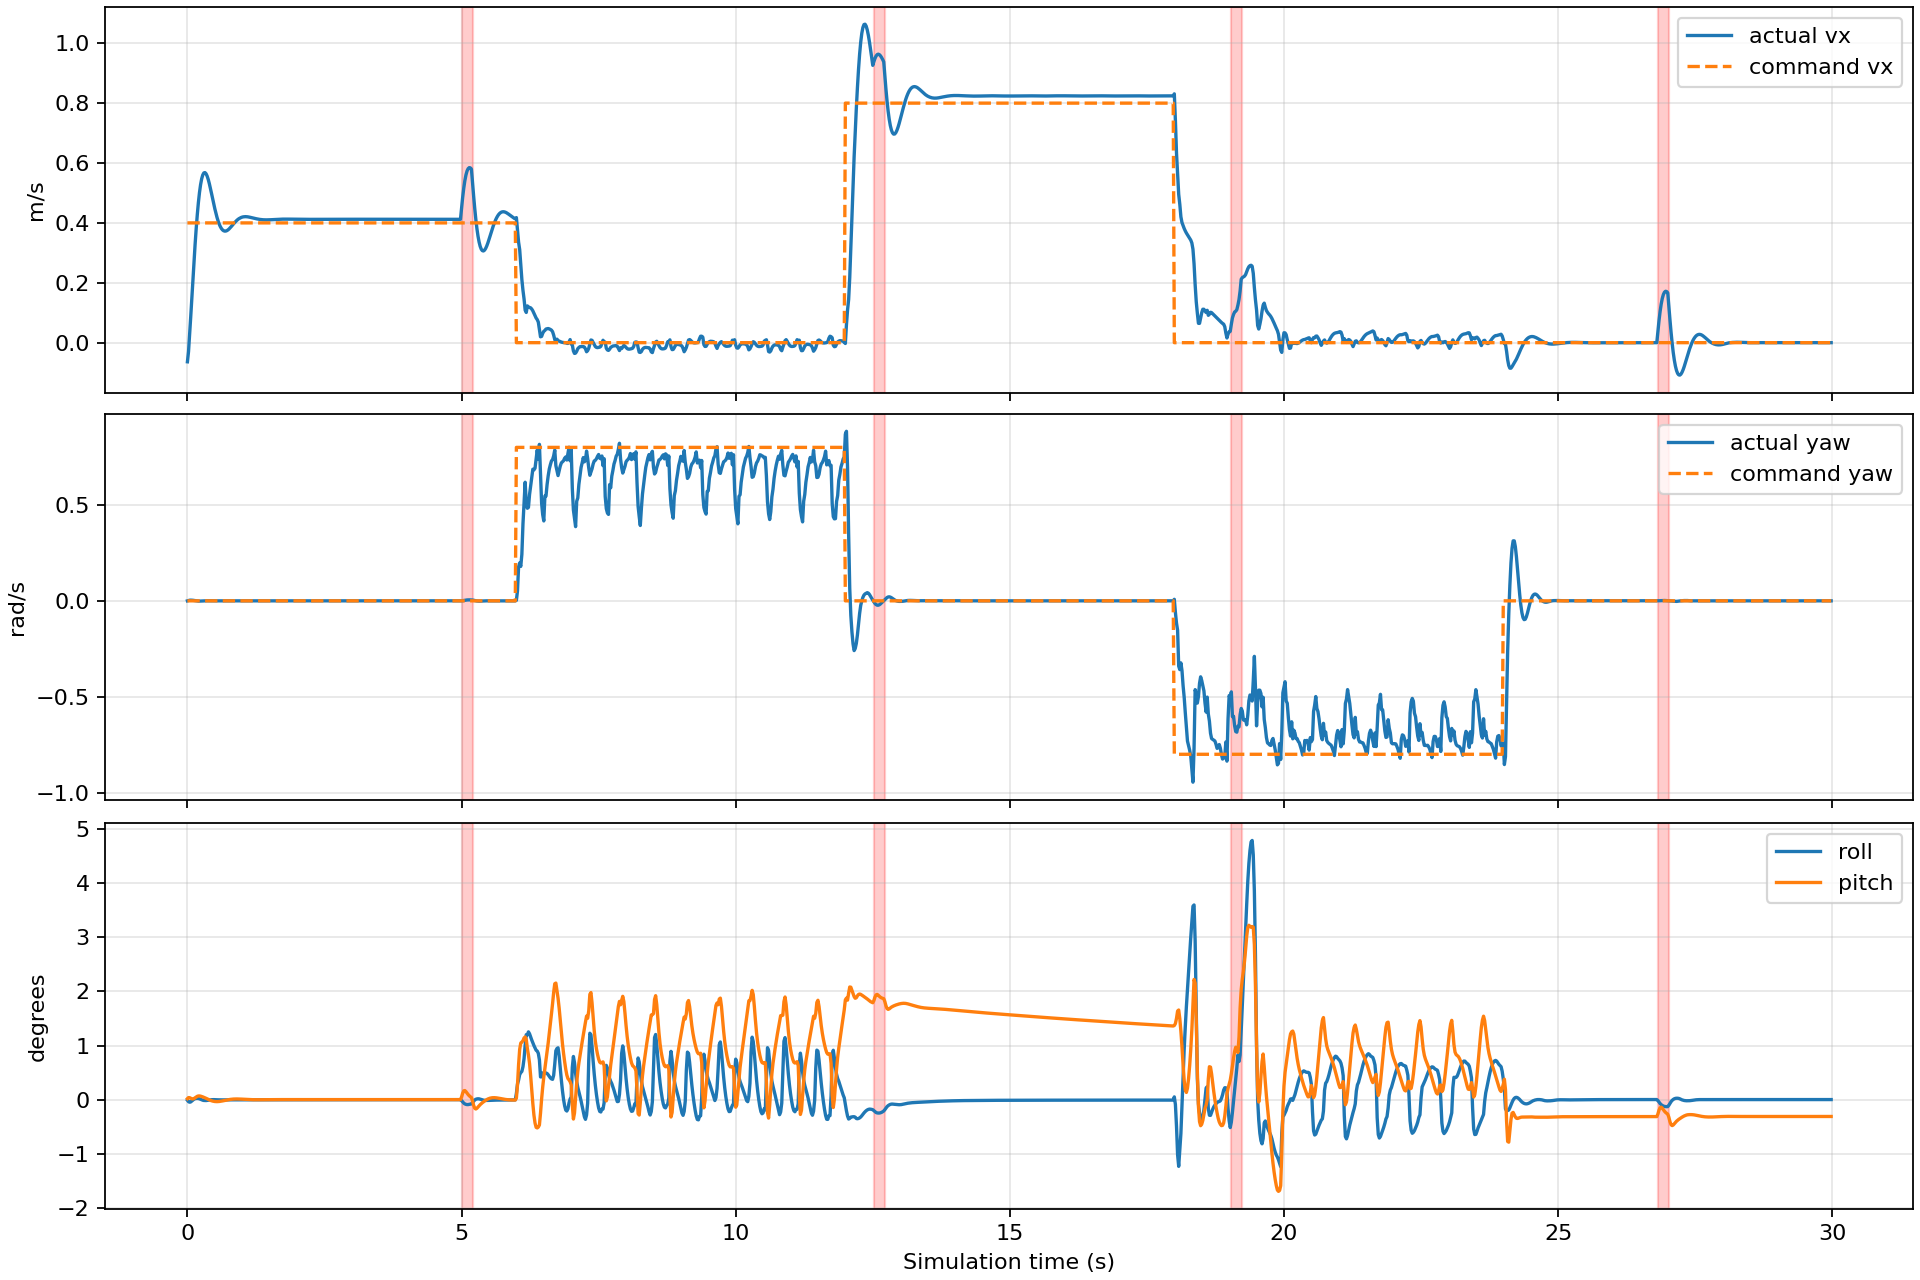 actual vx
command vx
1.0
0.8
0.6
0.4
0.2
0.0
m/s
actual yaw
command yaw
0.5
0.0
−0.5
−1.0
rad/s
roll
pitch
5
4
3
2
1
0
−1
−2
degrees
0 5 10 15 20 25 30
Simulation time (s)